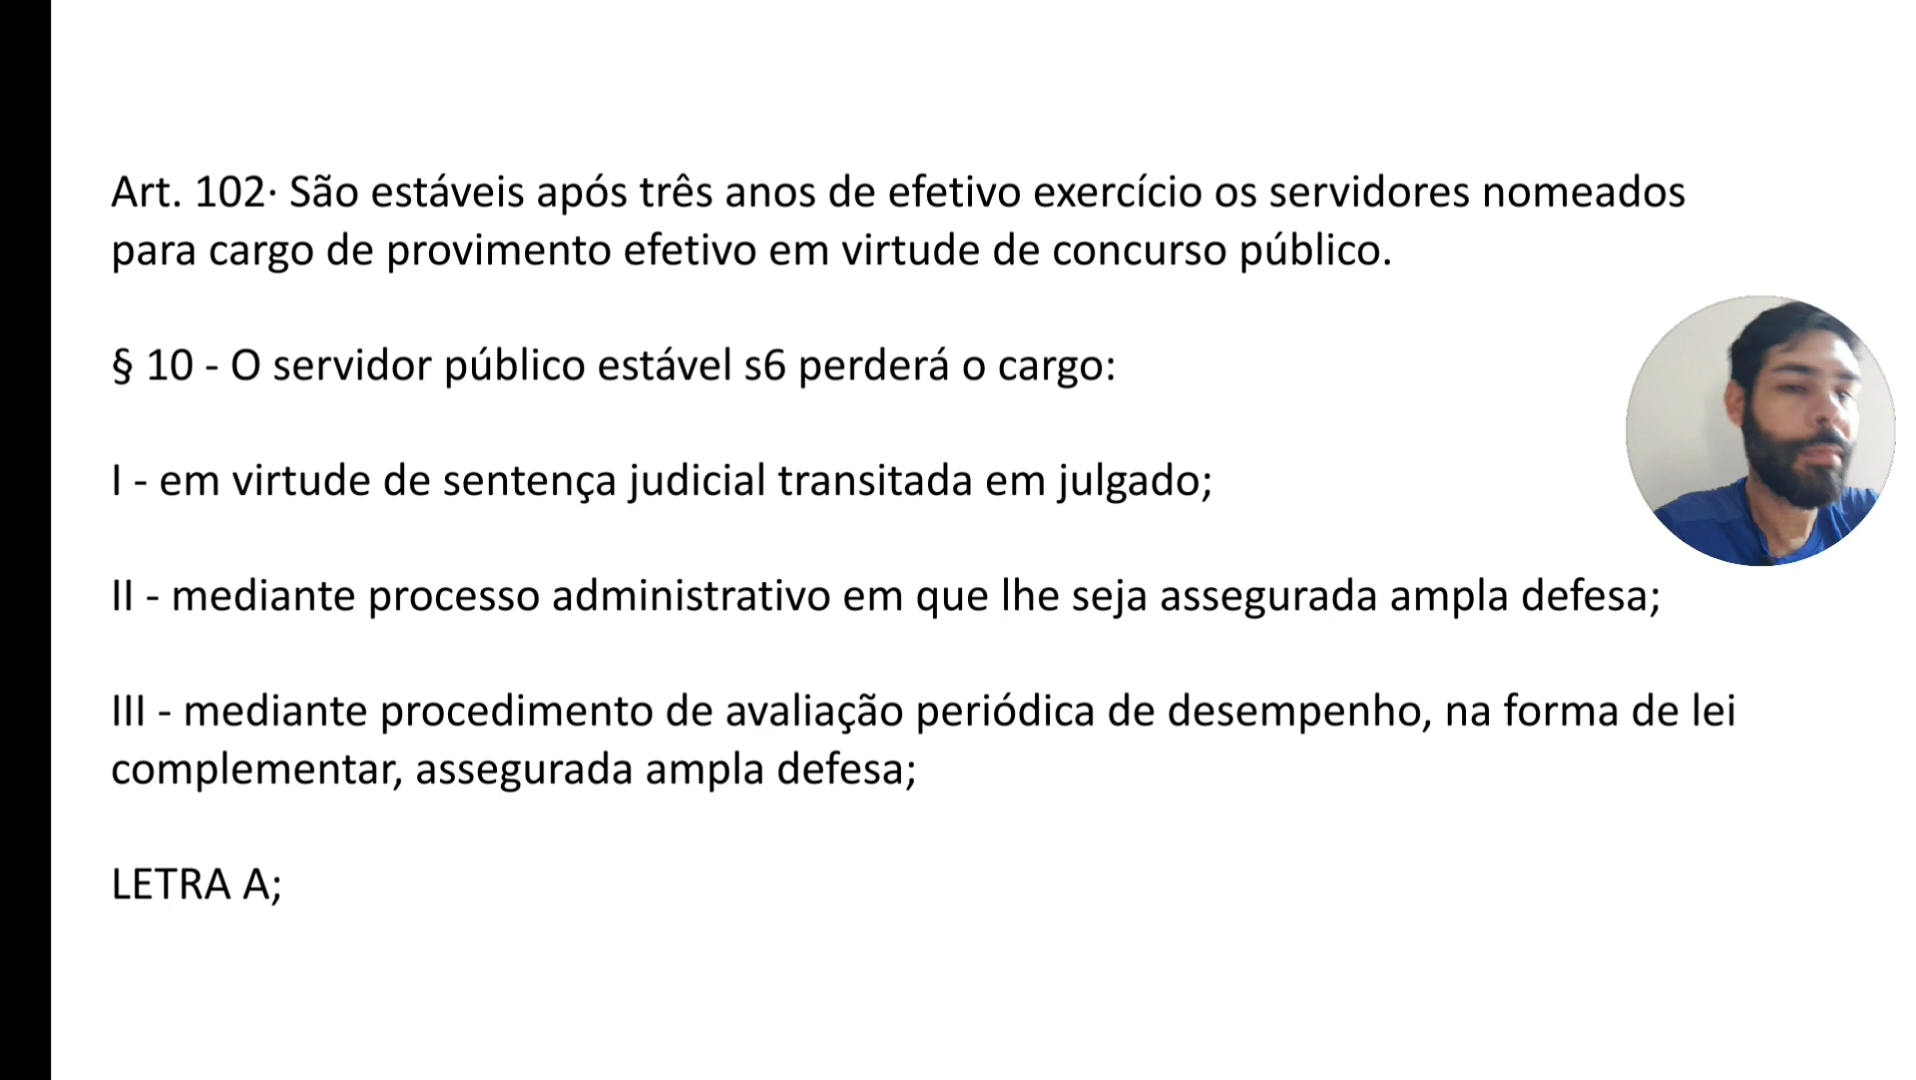 Art. 102· São estáveis após três anos de efetivo exercício os servidores nomeados
para cargo de provimento efetivo em virtude de concurso público.
§ 10 - O servidor público estável s6 perderá o cargo:
I - em virtude de sentença judicial transitada em julgado;
II - mediante processo administrativo em que lhe seja assegurada ampla defesa;
III - mediante procedimento de avaliação periódica de desempenho, na forma de lei
complementar, assegurada ampla defesa;
LETRA A;